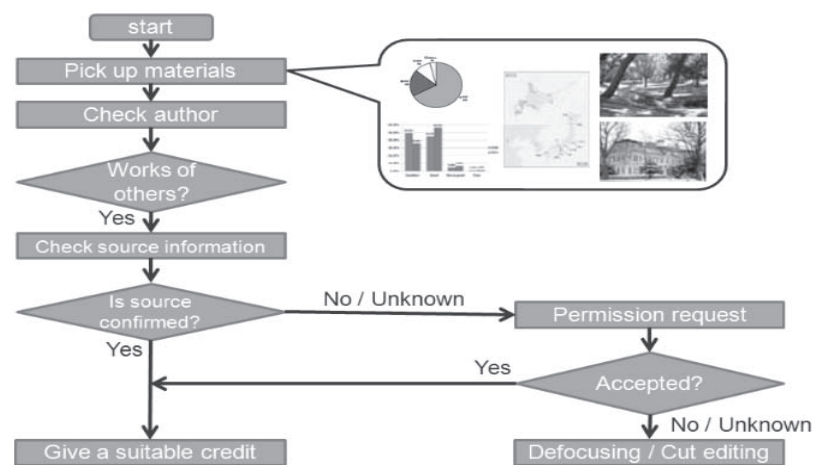 start
Pick up materials
Check author
Works of
others?
Yes
Check source information
Is source
confirmed?
No / Unknown
Permission request
Yes
Yes
Accepted?
No / Unknown
Give a suitable credit
Defocusing / Cut editing